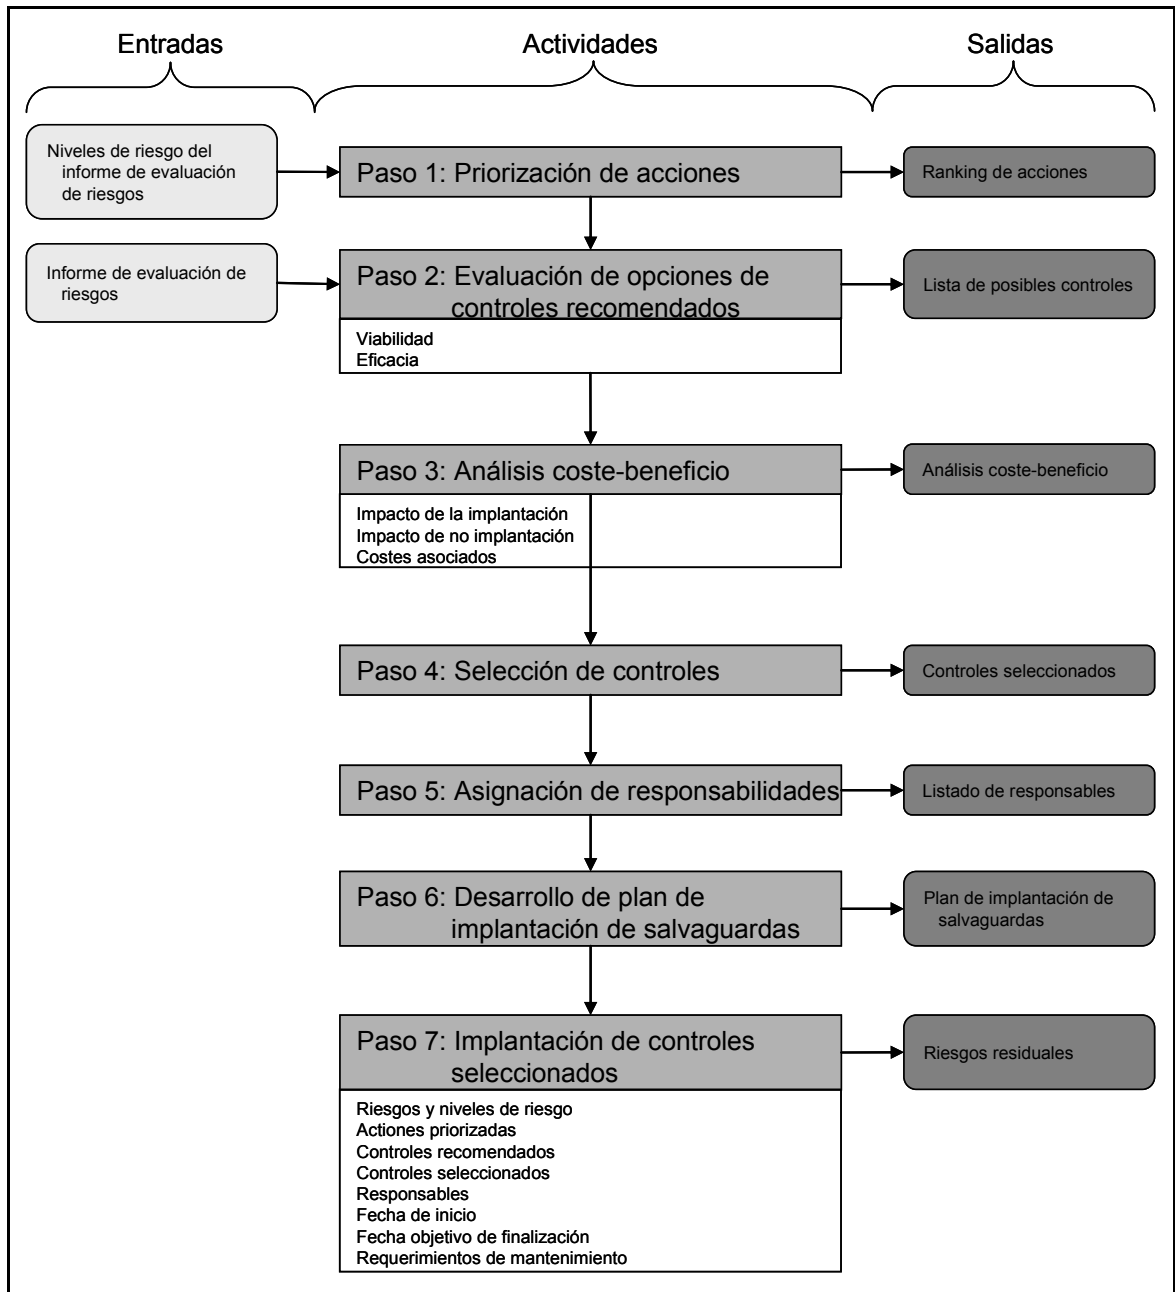 Entradas
Actividades
Salidas
Niveles de riesgo del
informe de evaluación
de riesgos
Paso 1: Priorización de acciones
Ranking de acciones
Informe de evaluación de
riesgos
Paso 2: Evaluación de opciones de
controles recomendados
Lista de posibles controles
Viabilidad
Eficacia
Paso 3: Análisis coste-beneficio
Análisis coste-beneficio
Impacto de la implantación
Impacto de no implantación
Costes asociados
Paso 4: Selección de controles
Controles seleccionados
Paso 5: Asignación de responsabilidades
Listado de responsables
Paso 6: Desarrollo de plan de
implantación de salvaguardas
Plan de implantación de
salvaguardas
Paso 7: Implantación de controles
seleccionados
Riesgos residuales
Riesgos y niveles de riesgo
Actiones priorizadas
Controles recomendados
Controles seleccionados
Responsables
Fecha de inicio
Fecha objetivo de finalización
Requerimientos de mantenimiento